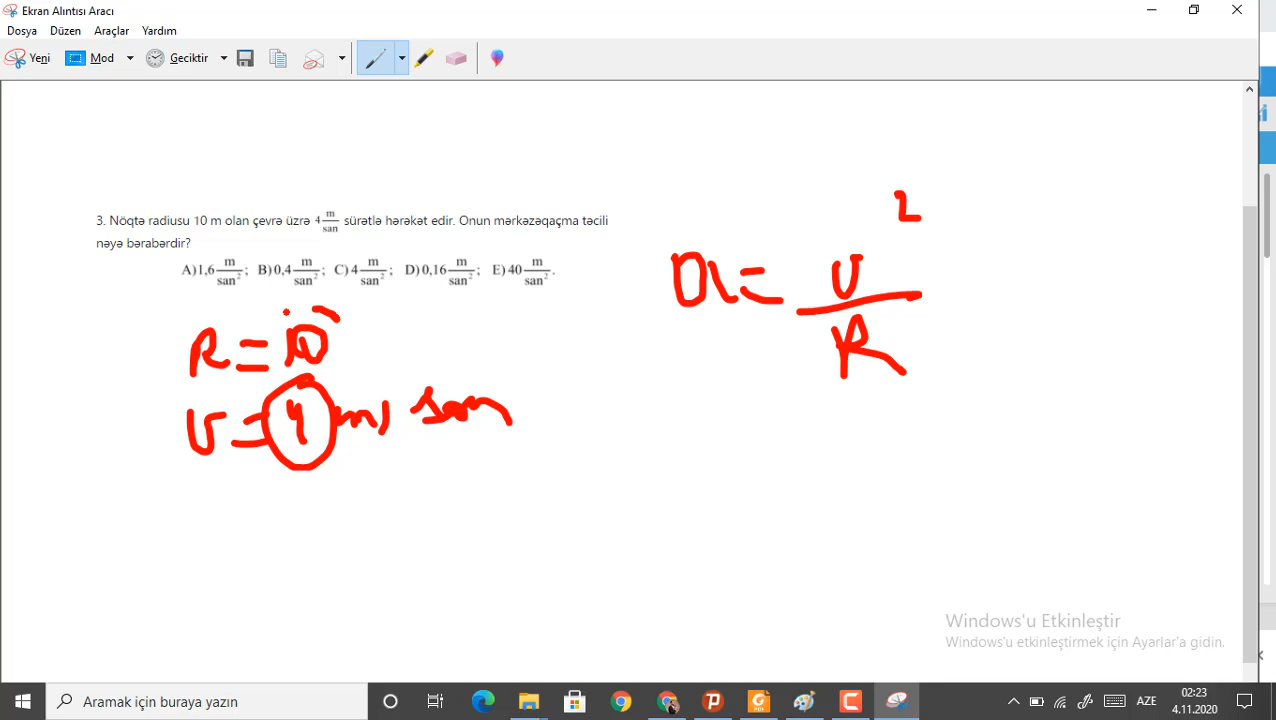 Ekran Alıntısı Aracı
Dosya Düzen Araçlar Yardım
Yeni Mod Geciktir
3. Nöqtə radiusu 10 m olan çevrə üzrə 4 m/san sürətlə hərəkət edir. Onun mərkəzəqaçma təcili
nəyə bərabərdir?
A) 1,6 m/san²; B) 0,4 m/san²; C) 4 m/san²; D) 0,16 m/san²; E) 40 m/san².
R = 10
v = 4 m/san
a = v²/R
Windows'u Etkinleştir
Windows'u etkinleştirmek için Ayarlar'a gidin.
Aramak için buraya yazın
AZE
02:23
4.11.2020